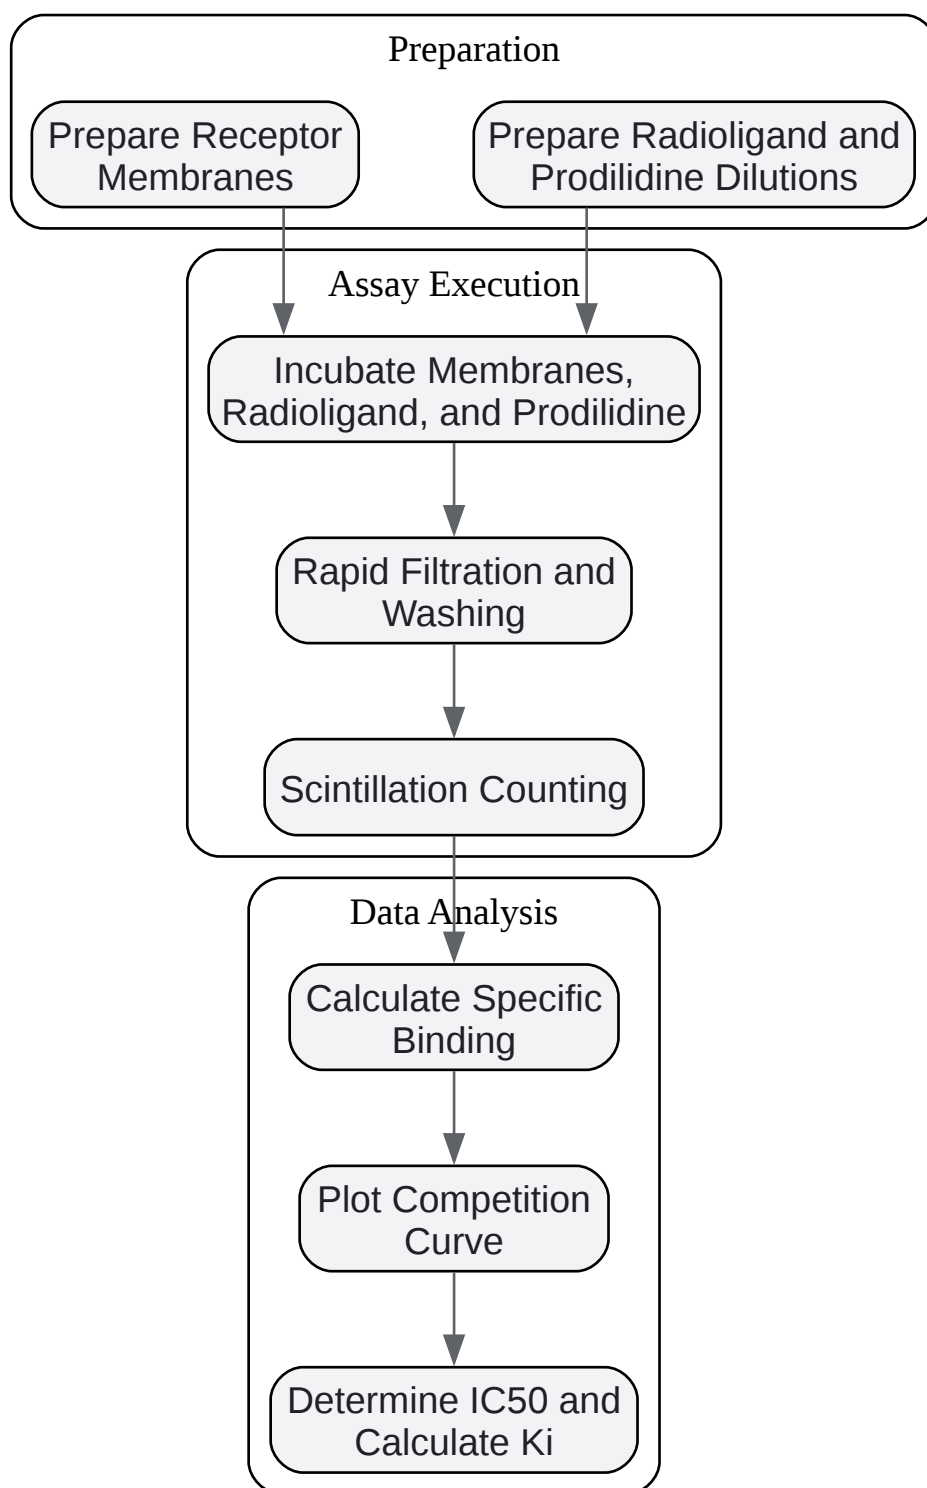 Preparation
Prepare Receptor
Membranes
Prepare Radioligand and
Prodilidine Dilutions
Assay Execution
Incubate Membranes,
Radioligand, and Prodilidine
Rapid Filtration and
Washing
Scintillation Counting
Data Analysis
Calculate Specific
Binding
Plot Competition
Curve
Determine IC50 and
Calculate Ki